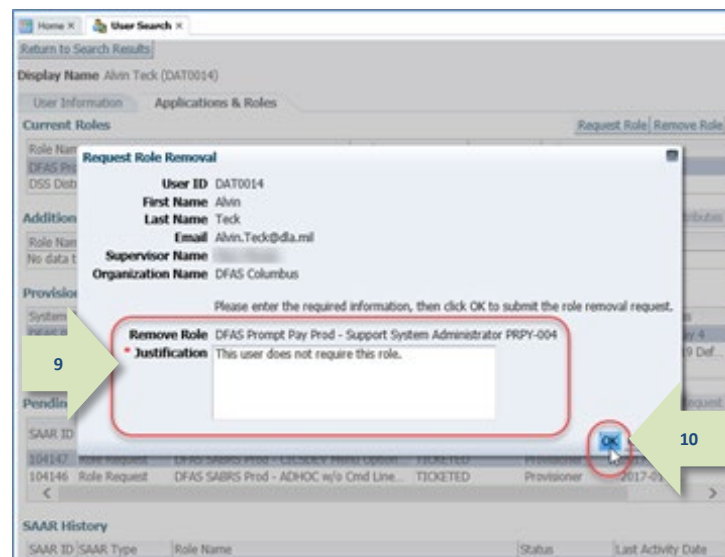 Home × User Search ×
Return to Search Results
Display Name Alvin Teck (DAT0014)
User Information Applications & Roles
Current Roles Request Role Remove Role
Role Nam
DFAS Pro
DSS Distr
Request Role Removal
User ID DAT0014
First Name Alvin
Last Name Teck
Email Alvin.Teck@dla.mil
Supervisor Name
Organization Name DFAS Columbus
Please enter the required information, then click OK to submit the role removal request.
Remove Role DFAS Prompt Pay Prod - Support System Administrator PRPY-004
* Justification This user does not require this role.
OK
9
10
Addition
Role Nam
No data t
Provision
System
Pendin
SAAR ID
104147 Role Request TICKETED Provisioner
104146 Role Request DFAS SABRS Prod - ADHOC w/o Cmd Line... TICKETED Provisioner 2017-01
SAAR History
SAAR ID SAAR Type Role Name Status Last Activity Date